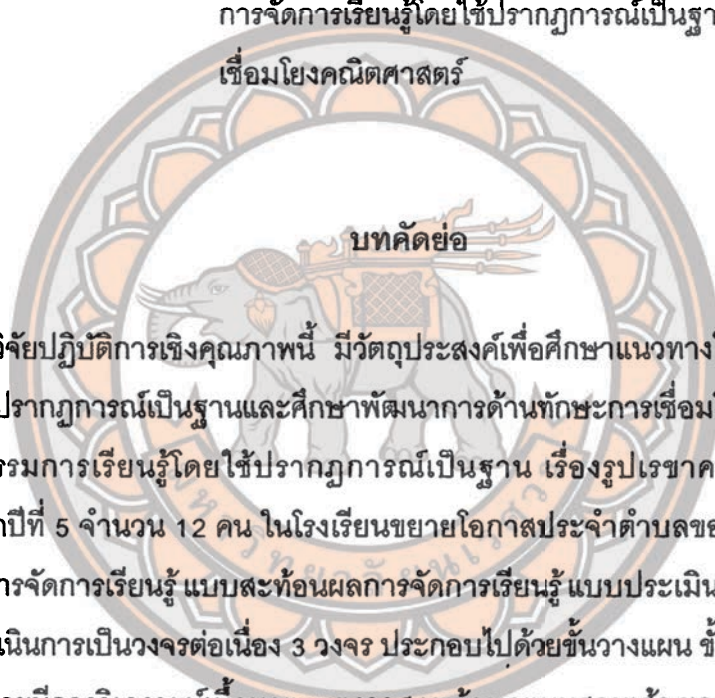 การจัดการเรียนรู้โดยใช้ปรากฏการณ์เป็นฐา
เชื่อมโยงคณิตศาสตร์
บทคัดย่อ
วิจัยปฏิบัติการเชิงคุณภาพนี้ มีวัตถุประสงค์เพื่อศึกษาแนวทาง
ปรากฏการณ์เป็นฐานและศึกษาพัฒนาการด้านทักษะการเชื่อมโ
รรมการเรียนรู้โดยใช้ปรากฏการณ์เป็นฐาน เรื่องรูปเรขาค
าปีที่ 5 จำนวน 12 คน ในโรงเรียนขยายโอกาสประจำตำบลขอ
ารจัดการเรียนรู้ แบบสะท้อนผลการจัดการเรียนรู้ แบบประเมิน
เนินการเป็นวงจรต่อเนื่อง 3 วงจร ประกอบไปด้วยขั้นวางแผน ขั้
มหาวิทยาลัยนเรศวร